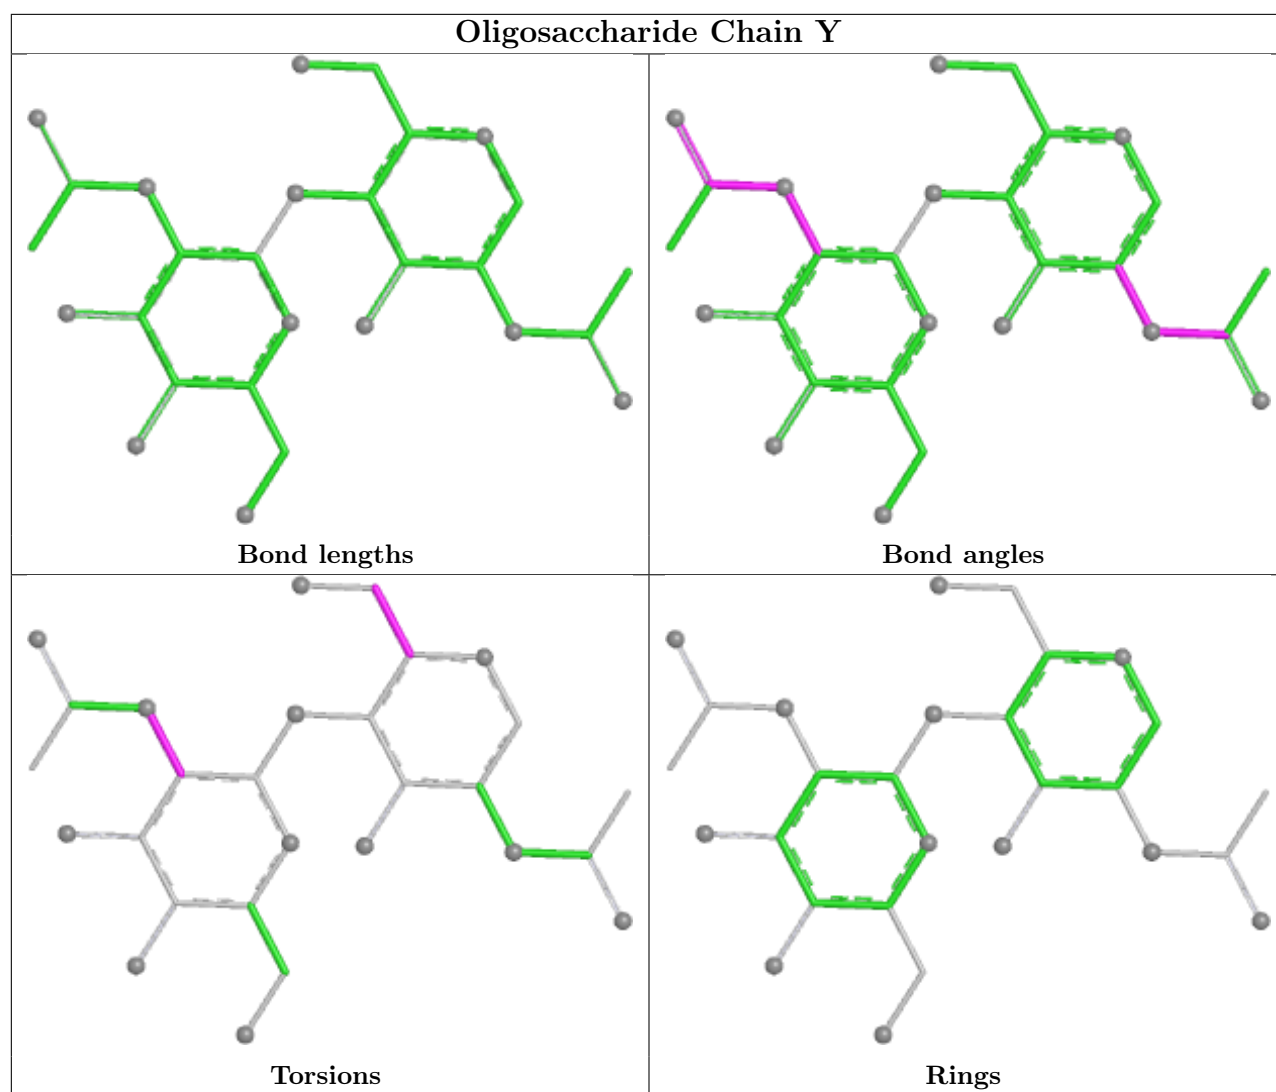 Oligosaccharide Chain Y
Bond lengths
Bond angles
Torsions
Rings